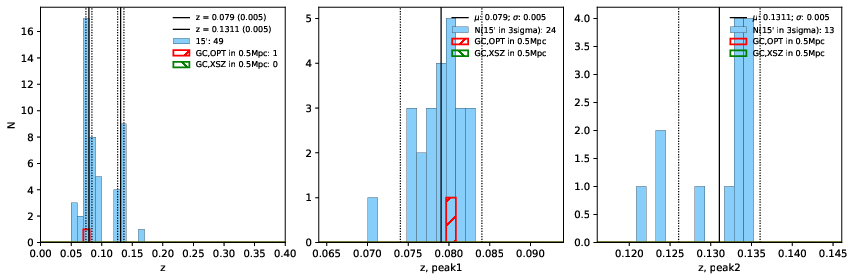 z = 0.079 (0.005)
z = 0.1311 (0.005)
15': 49
GC,OPT in 0.5Mpc: 1
GC,XSZ in 0.5Mpc: 0
N
16
14
12
10
8
6
4
2
0
0.00 0.05 0.10 0.15 0.20 0.25 0.30 0.35 0.40
z
μ: 0.079; σ: 0.005
N(15' in 3sigma): 24
GC,OPT in 0.5Mpc
GC,XSZ in 0.5Mpc
5
4
3
2
1
0
0.065 0.070 0.075 0.080 0.085 0.090
z, peak1
μ: 0.1311; σ: 0.005
N(15' in 3sigma): 13
GC,OPT in 0.5Mpc
GC,XSZ in 0.5Mpc
4.0
3.5
3.0
2.5
2.0
1.5
1.0
0.5
0.0
0.120 0.125 0.130 0.135 0.140 0.145
z, peak2